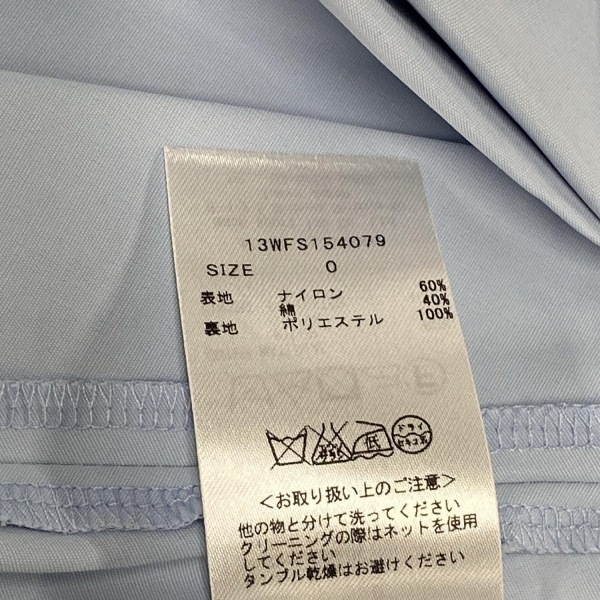 13WFS154079
SIZE 0
表地 ナイロン 60%
綿 40%
裏地 ポリエステル 100%
低
ドライ
セキユ系
<お取り扱い上のご注意>
他の物と分けて洗ってください
クリーニングの際はネットを使用
してください
タンブル乾燥はお避けください